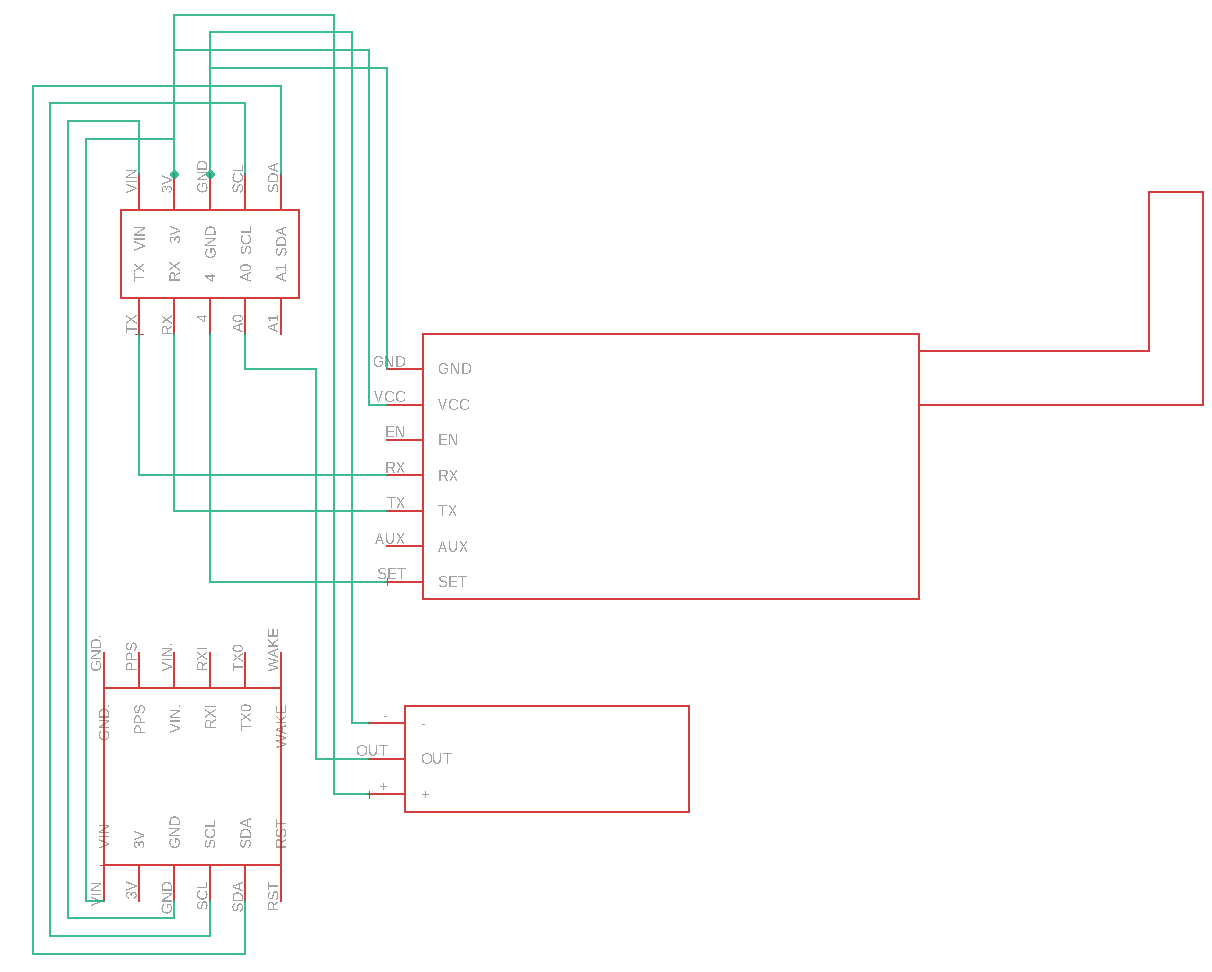 VIN 3V GND SCL SDA
VIN 3V GND SCL SDA
TX RX 4 A0 A1
TX RX 4 A0 A1
GND GND
VCC VCC
EN EN
RX RX
TX TX
AUX AUX
SET SET
GND. PPS VIN. RXI TX0 WAKE
GND. PPS VIN. RXI TX0 WAKE
VIN 3V GND SCL SDA RST
VIN 3V GND SCL SDA RST
- -
OUT OUT
+ +